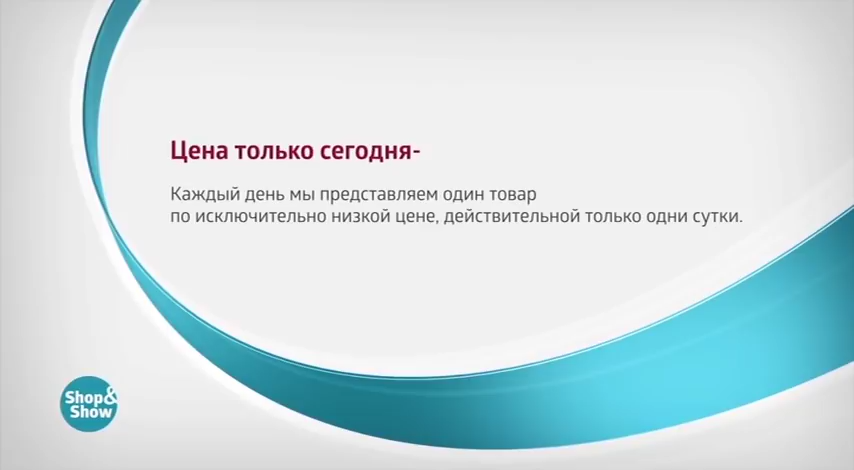 Цена только сегодня-
Каждый день мы представляем один товар
по исключительно низкой цене, действительной только одни сутки.
Shop&
Show